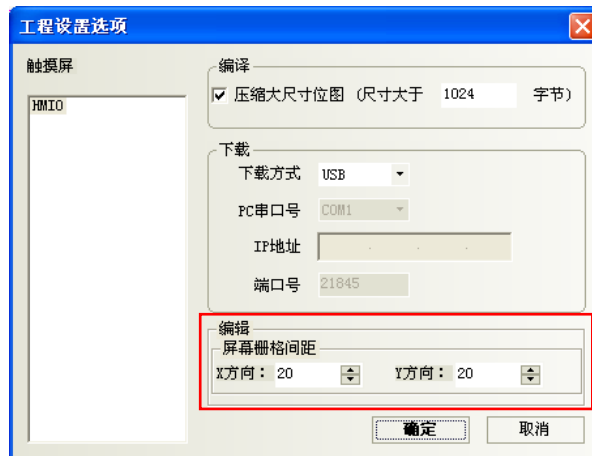 工程设置选项
触摸屏
HMI0
编译
压缩大尺寸位图 (尺寸大于 1024 字节)
下载
下载方式 USB
PC串口号 COM1
IP地址 . . .
端口号 21845
编辑
屏幕栅格间距
X方向： 20 Y方向： 20
确定 取消